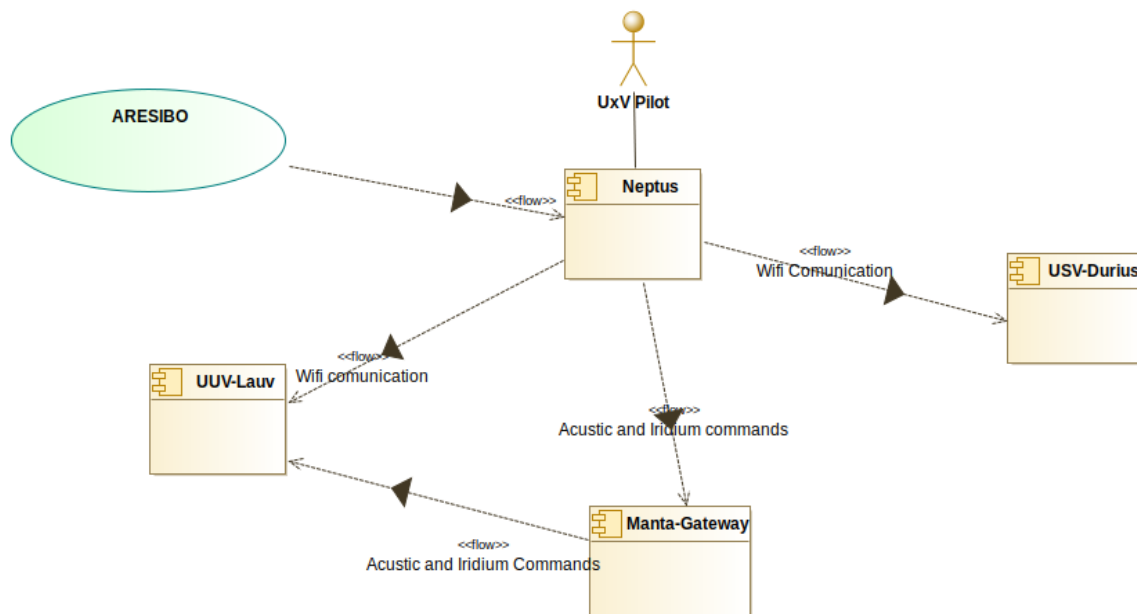 UxV Pilot
ARESIBO
Neptus
<<flow>>
<<flow>>
Wifi Comunication
USV-Durius
<<flow>>
Wifi comunication
UUV-Lauv
<<flow>>
Acustic and Iridium commands
Manta-Gateway
<<flow>>
Acustic and Iridium Commands